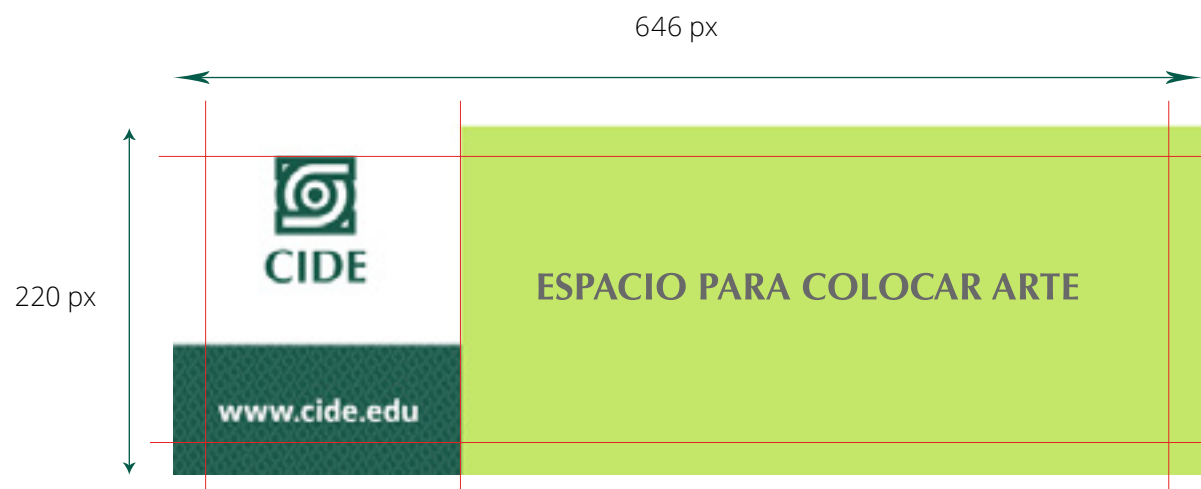 646 px
220 px
CIDE
ESPACIO PARA COLOCAR ARTE
www.cide.edu